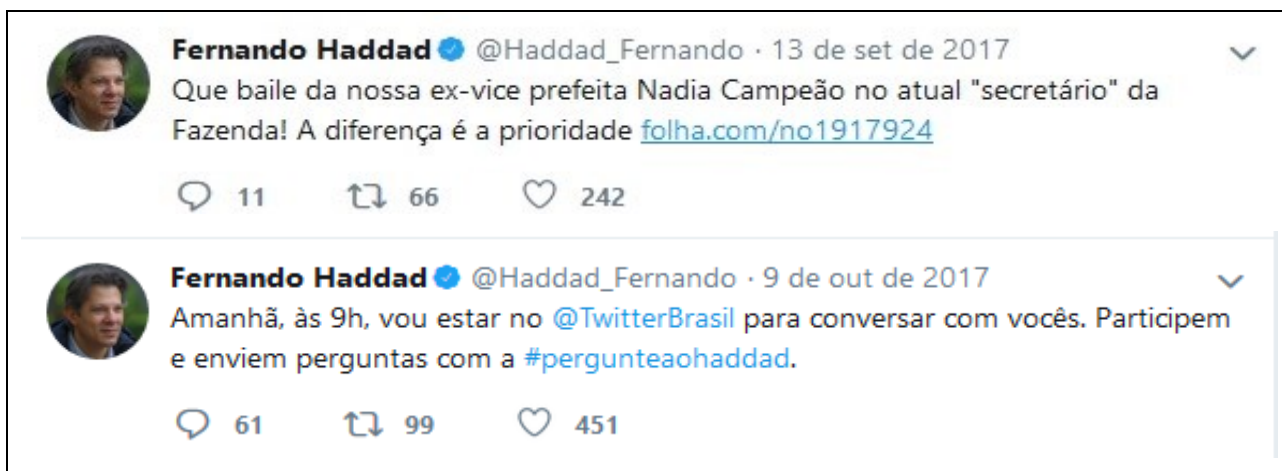 Fernando Haddad @Haddad_Fernando · 13 de set de 2017
Que baile da nossa ex-vice prefeita Nadia Campeão no atual "secretário" da
Fazenda! A diferença é a prioridade folha.com/no1917924
11 66 242
Fernando Haddad @Haddad_Fernando · 9 de out de 2017
Amanhã, às 9h, vou estar no @TwitterBrasil para conversar com vocês. Participem
e enviem perguntas com a #pergunteaohaddad.
61 99 451